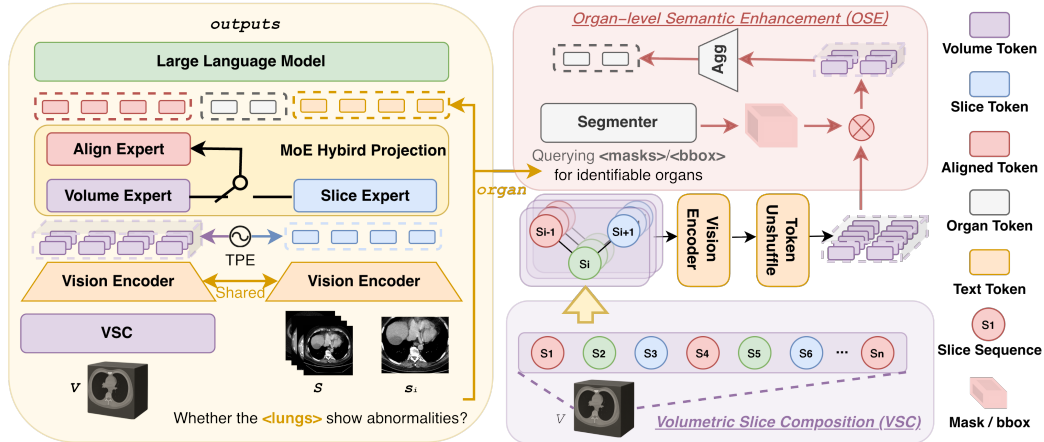 outputs
Large Language Model
Align Expert
MoE Hybird Projection
Volume Expert
Slice Expert
TPE
Vision Encoder
Shared
Vision Encoder
VSC
V
S
si
Whether the <lungs> show abnormalities?
organ
Organ-level Semantic Enhancement (OSE)
Agg
Segmenter
Querying <masks>/<bbox>
for identifiable organs
Si-1
Si+1
Si
Vision
Encoder
Token
Unshuffle
S1
S2
S3
S4
S5
S6
...
Sn
V
Volumetric Slice Composition (VSC)
Volume Token
Slice Token
Aligned Token
Organ Token
Text Token
S1
Slice Sequence
Mask / bbox